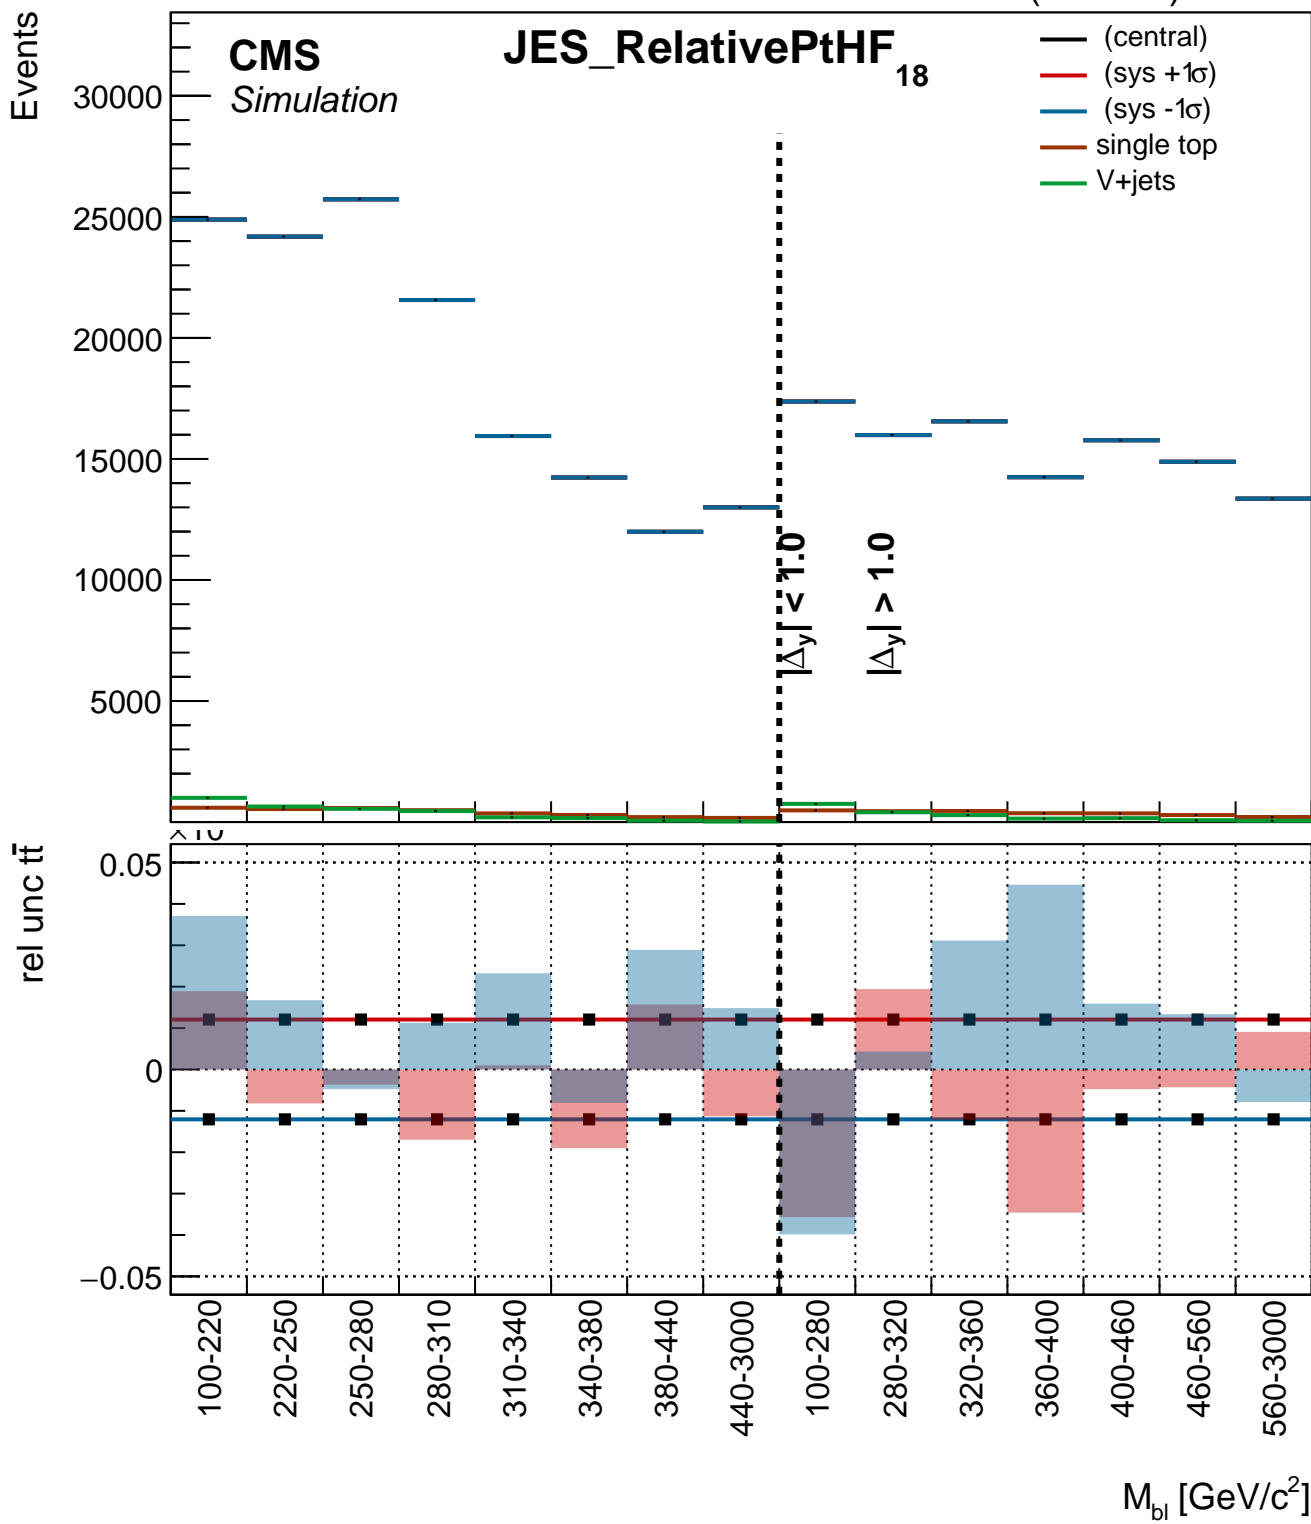 Events
CMS
Simulation
JES_RelativePtHF18
(central)
(sys +1σ)
(sys -1σ)
single top
V+jets
30000
25000
20000
15000
10000
5000
|Δy| < 1.0
|Δy| > 1.0
rel unc tt̄
0.05
0
−0.05
100-220
220-250
250-280
280-310
310-340
340-380
380-440
440-3000
100-280
280-320
320-360
360-400
400-460
460-560
560-3000
Mbl [GeV/c²]